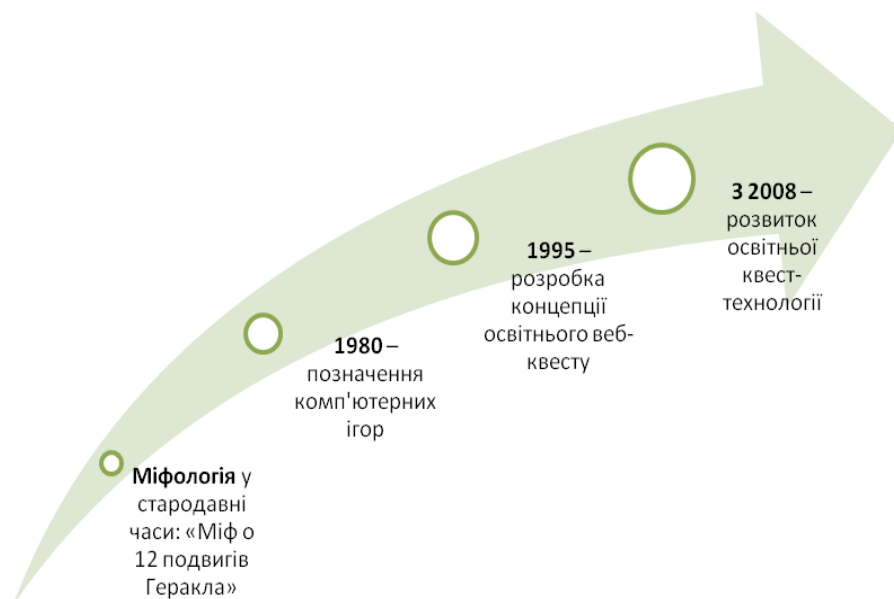 Міфологія у
стародавні
часи: «Міф о
12 подвигів
Геракла»
1980 –
позначення
комп'ютерних
ігор
1995 –
розробка
концепції
освітнього веб-
квесту
З 2008 –
розвиток
освітньої
квест-
технології